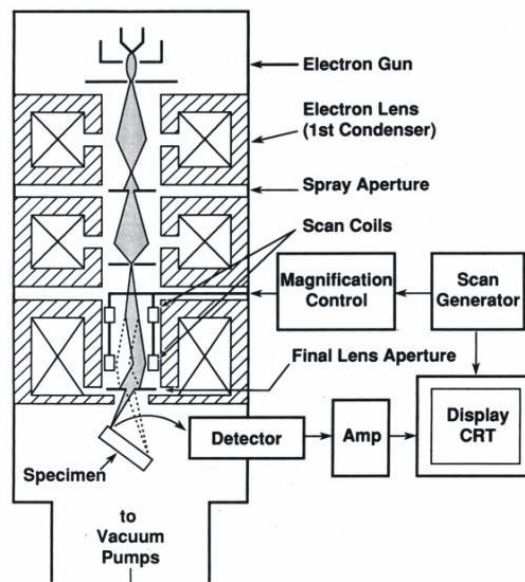 Electron Gun
Electron Lens
(1st Condenser)
Spray Aperture
Scan Coils
Magnification
Control
Scan
Generator
Final Lens Aperture
Detector
Amp
Display
CRT
Specimen
to
Vacuum
Pumps